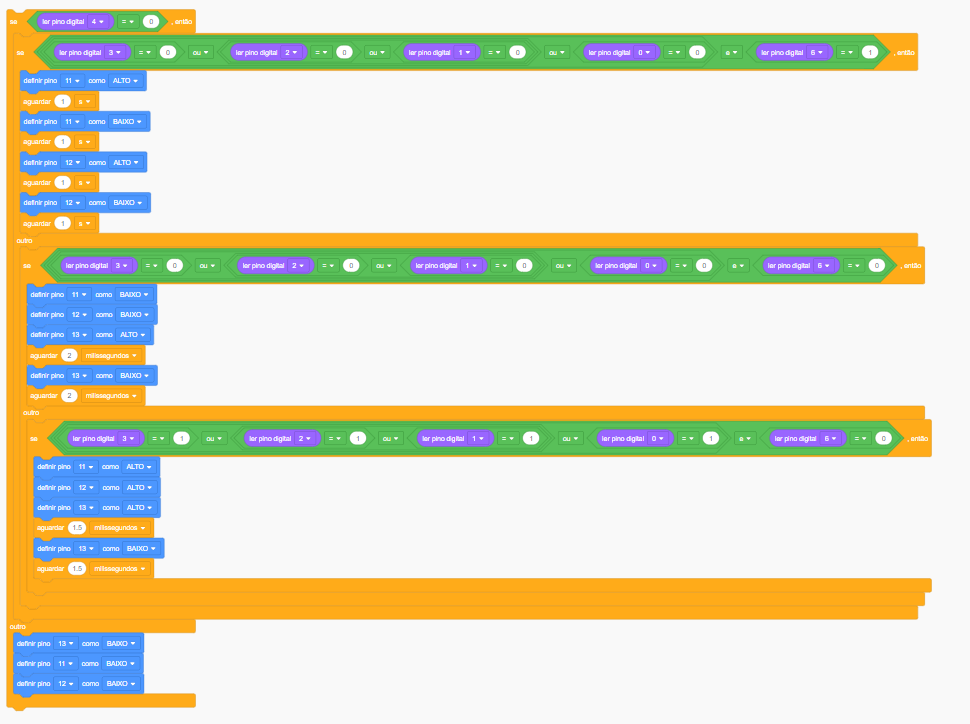 se ler pino digital 4 = 0 , então
se ler pino digital 3 = 0 ou ler pino digital 2 = 0 ou ler pino digital 1 = 0 ou ler pino digital 0 = 0 e ler pino digital 6 = 1 , então
definir pino 11 como ALTO
aguardar 1 s
definir pino 11 como BAIXO
aguardar 1 s
definir pino 12 como ALTO
aguardar 1 s
definir pino 12 como BAIXO
aguardar 1 s
outro
se ler pino digital 3 = 0 ou ler pino digital 2 = 0 ou ler pino digital 1 = 0 ou ler pino digital 0 = 0 e ler pino digital 6 = 0 , então
definir pino 11 como BAIXO
definir pino 12 como BAIXO
definir pino 13 como ALTO
aguardar 2 milissegundos
definir pino 13 como BAIXO
aguardar 2 milissegundos
outro
se ler pino digital 3 = 1 ou ler pino digital 2 = 1 ou ler pino digital 1 = 1 ou ler pino digital 0 = 1 e ler pino digital 6 = 0 , então
definir pino 11 como ALTO
definir pino 12 como ALTO
definir pino 13 como ALTO
aguardar 1.5 milissegundos
definir pino 13 como BAIXO
aguardar 1.5 milissegundos
outro
definir pino 13 como BAIXO
definir pino 11 como BAIXO
definir pino 12 como BAIXO